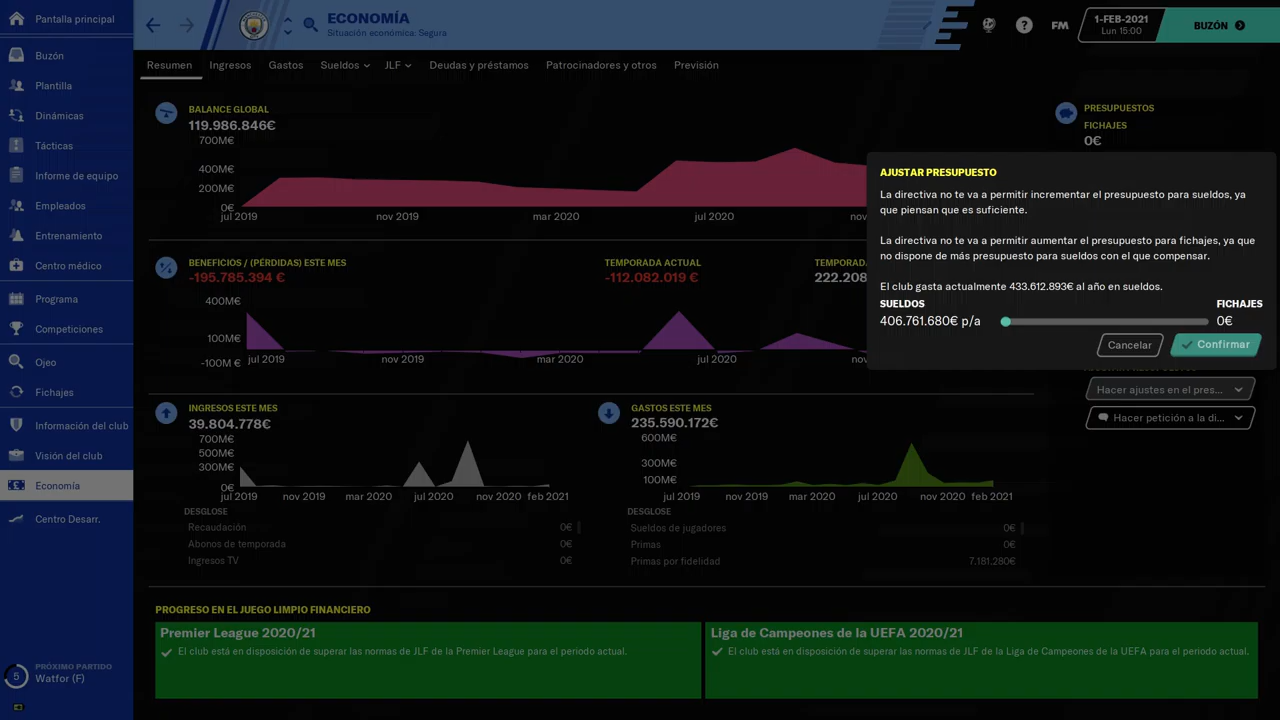 Pantalla principal
Buzón
Plantilla
Dinámicas
Tácticas
Informe de equipo
Empleados
Entrenamiento
Centro médico
Programa
Competiciones
Ojeo
Fichajes
Información del club
Visión del club
Economía
Centro Desarr.
5
PRÓXIMO PARTIDO
Watfor (F)
ECONOMÍA
Situación económica: Segura
?
FM
1-FEB-2021
Lun 15:00
BUZÓN
Resumen
Ingresos
Gastos
Sueldos
JLF
Deudas y préstamos
Patrocinadores y otros
Previsión
BALANCE GLOBAL
119.986.846€
700M€
400M€
200M€
0€
jul 2019
nov 2019
mar 2020
jul 2020
nov
PRESUPUESTOS
FICHAJES
0€
BENEFICIOS / (PÉRDIDAS) ESTE MES
-195.785.394 €
TEMPORADA ACTUAL
-112.082.019 €
TEMPORADA
222.208
400M€
100M€
-100M €
jul 2019
nov 2019
mar 2020
jul 2020
nov
AJUSTAR PRESUPUESTO
La directiva no te va a permitir incrementar el presupuesto para sueldos, ya
que piensan que es suficiente.
La directiva no te va a permitir aumentar el presupuesto para fichajes, ya que
no dispone de más presupuesto para sueldos con el que compensar.
El club gasta actualmente 433.612.893€ al año en sueldos.
SUELDOS
FICHAJES
406.761.680€ p/a
0€
Cancelar
Confirmar
Hacer ajustes en el pres...
Hacer petición a la di...
INGRESOS ESTE MES
39.804.778€
700M€
500M€
300M€
0€
jul 2019
nov 2019
mar 2020
jul 2020
nov 2020
feb 2021
DESGLOSE
Recaudación 0€
Abonos de temporada 0€
Ingresos TV 0€
GASTOS ESTE MES
235.590.172€
600M€
300M€
100M€
jul 2019
nov 2019
mar 2020
jul 2020
nov 2020
feb 2021
DESGLOSE
Sueldos de jugadores 0€
Primas 0€
Primas por fidelidad 7.181.280€
PROGRESO EN EL JUEGO LIMPIO FINANCIERO
Premier League 2020/21
El club está en disposición de superar las normas de JLF de la Premier League para el periodo actual.
Liga de Campeones de la UEFA 2020/21
El club está en disposición de superar las normas de JLF de la Liga de Campeones de la UEFA para el periodo actual.